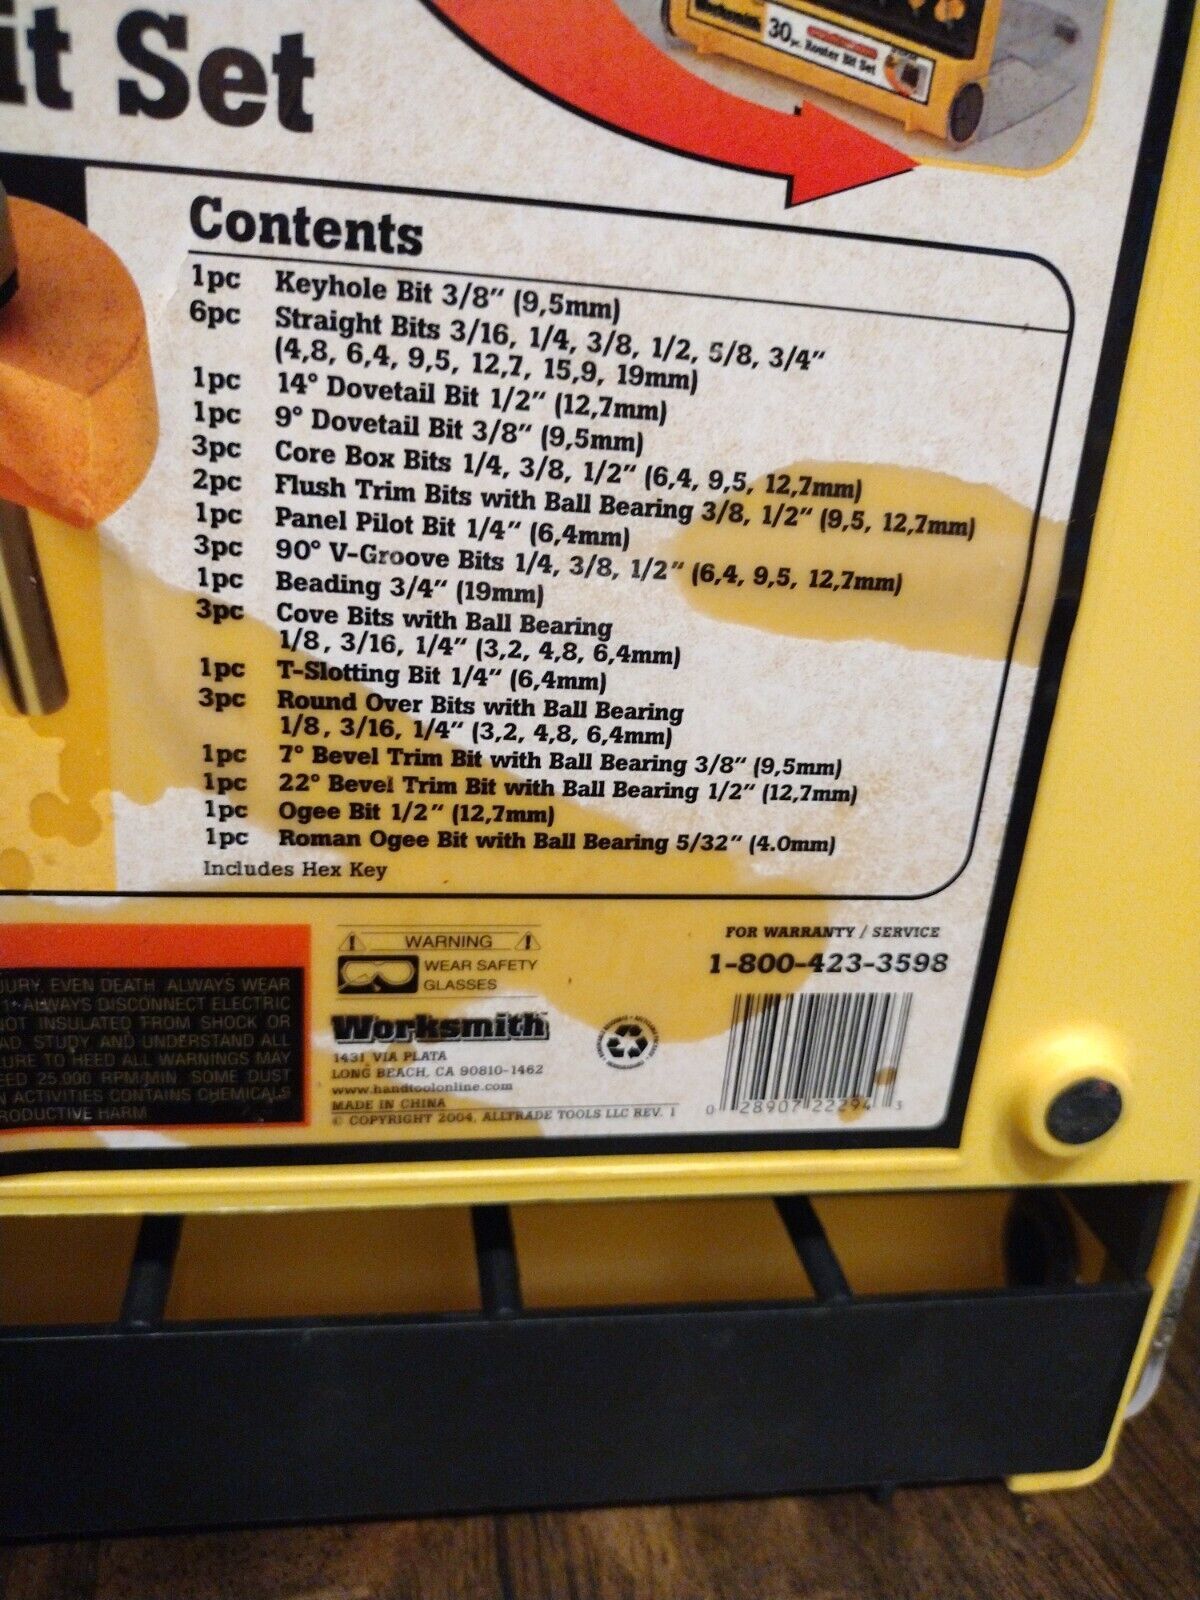 it Set
Worksmith
30 pc. Router Bit Set
Contents
1pc Keyhole Bit 3/8" (9,5mm)
6pc Straight Bits 3/16, 1/4, 3/8, 1/2, 5/8, 3/4"
(4,8, 6,4, 9,5, 12,7, 15,9, 19mm)
1pc 14° Dovetail Bit 1/2" (12,7mm)
1pc 9° Dovetail Bit 3/8" (9,5mm)
3pc Core Box Bits 1/4, 3/8, 1/2" (6,4, 9,5, 12,7mm)
2pc Flush Trim Bits with Ball Bearing 3/8, 1/2" (9,5, 12,7mm)
1pc Panel Pilot Bit 1/4" (6,4mm)
3pc 90° V-Groove Bits 1/4, 3/8, 1/2" (6,4, 9,5, 12,7mm)
1pc Beading 3/4" (19mm)
3pc Cove Bits with Ball Bearing
1/8, 3/16, 1/4" (3,2, 4,8, 6,4mm)
1pc T-Slotting Bit 1/4" (6,4mm)
3pc Round Over Bits with Ball Bearing
1/8, 3/16, 1/4" (3,2, 4,8, 6,4mm)
1pc 7° Bevel Trim Bit with Ball Bearing 3/8" (9,5mm)
1pc 22° Bevel Trim Bit with Ball Bearing 1/2" (12,7mm)
1pc Ogee Bit 1/2" (12,7mm)
1pc Roman Ogee Bit with Ball Bearing 5/32" (4.0mm)
Includes Hex Key
JURY, EVEN DEATH. ALWAYS WEAR
ALWAYS DISCONNECT ELECTRIC
NOT INSULATED FROM SHOCK OR
AD, STUDY AND UNDERSTAND ALL
URE TO HEED ALL WARNINGS MAY
ED 25,000 RPM/MIN. SOME DUST
N ACTIVITIES CONTAINS CHEMICALS
RODUCTIVE HARM
WARNING
WEAR SAFETY
GLASSES
Worksmith
1431 VIA PLATA
LONG BEACH, CA 90810-1462
www.handtoolonline.com
MADE IN CHINA
© COPYRIGHT 2004, ALLTRADE TOOLS LLC REV. 1
FOR WARRANTY / SERVICE
1-800-423-3598
0 28907 22294 3